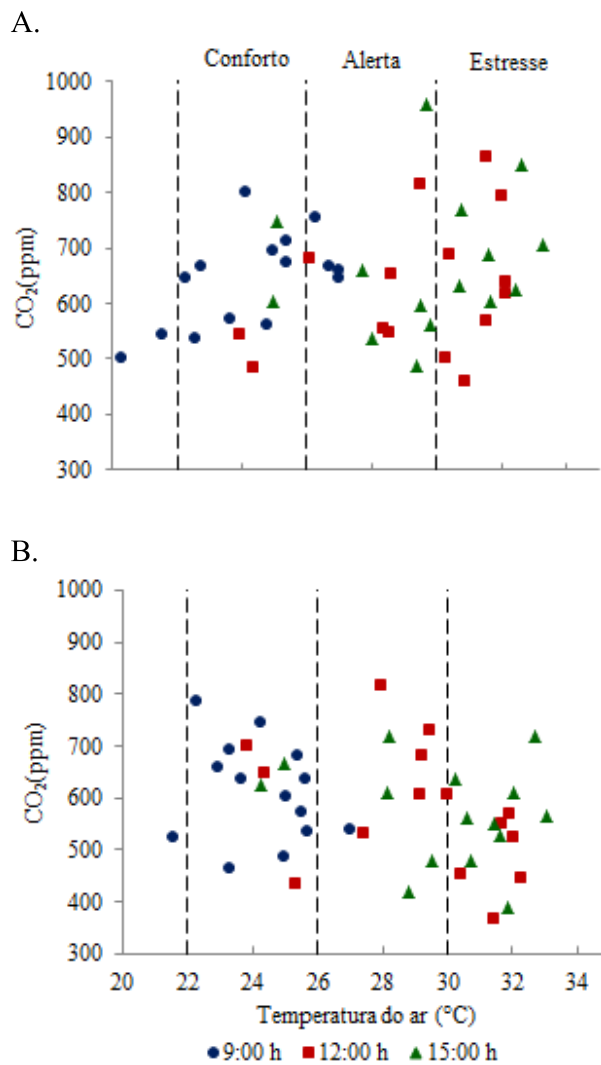 A.
Conforto Alerta Estresse
1000
900
800
700
600
500
400
300
CO₂(ppm)
B.
1000
900
800
700
600
500
400
300
CO₂(ppm)
20 22 24 26 28 30 32 34
Temperatura do ar (°C)
9:00 h 12:00 h 15:00 h